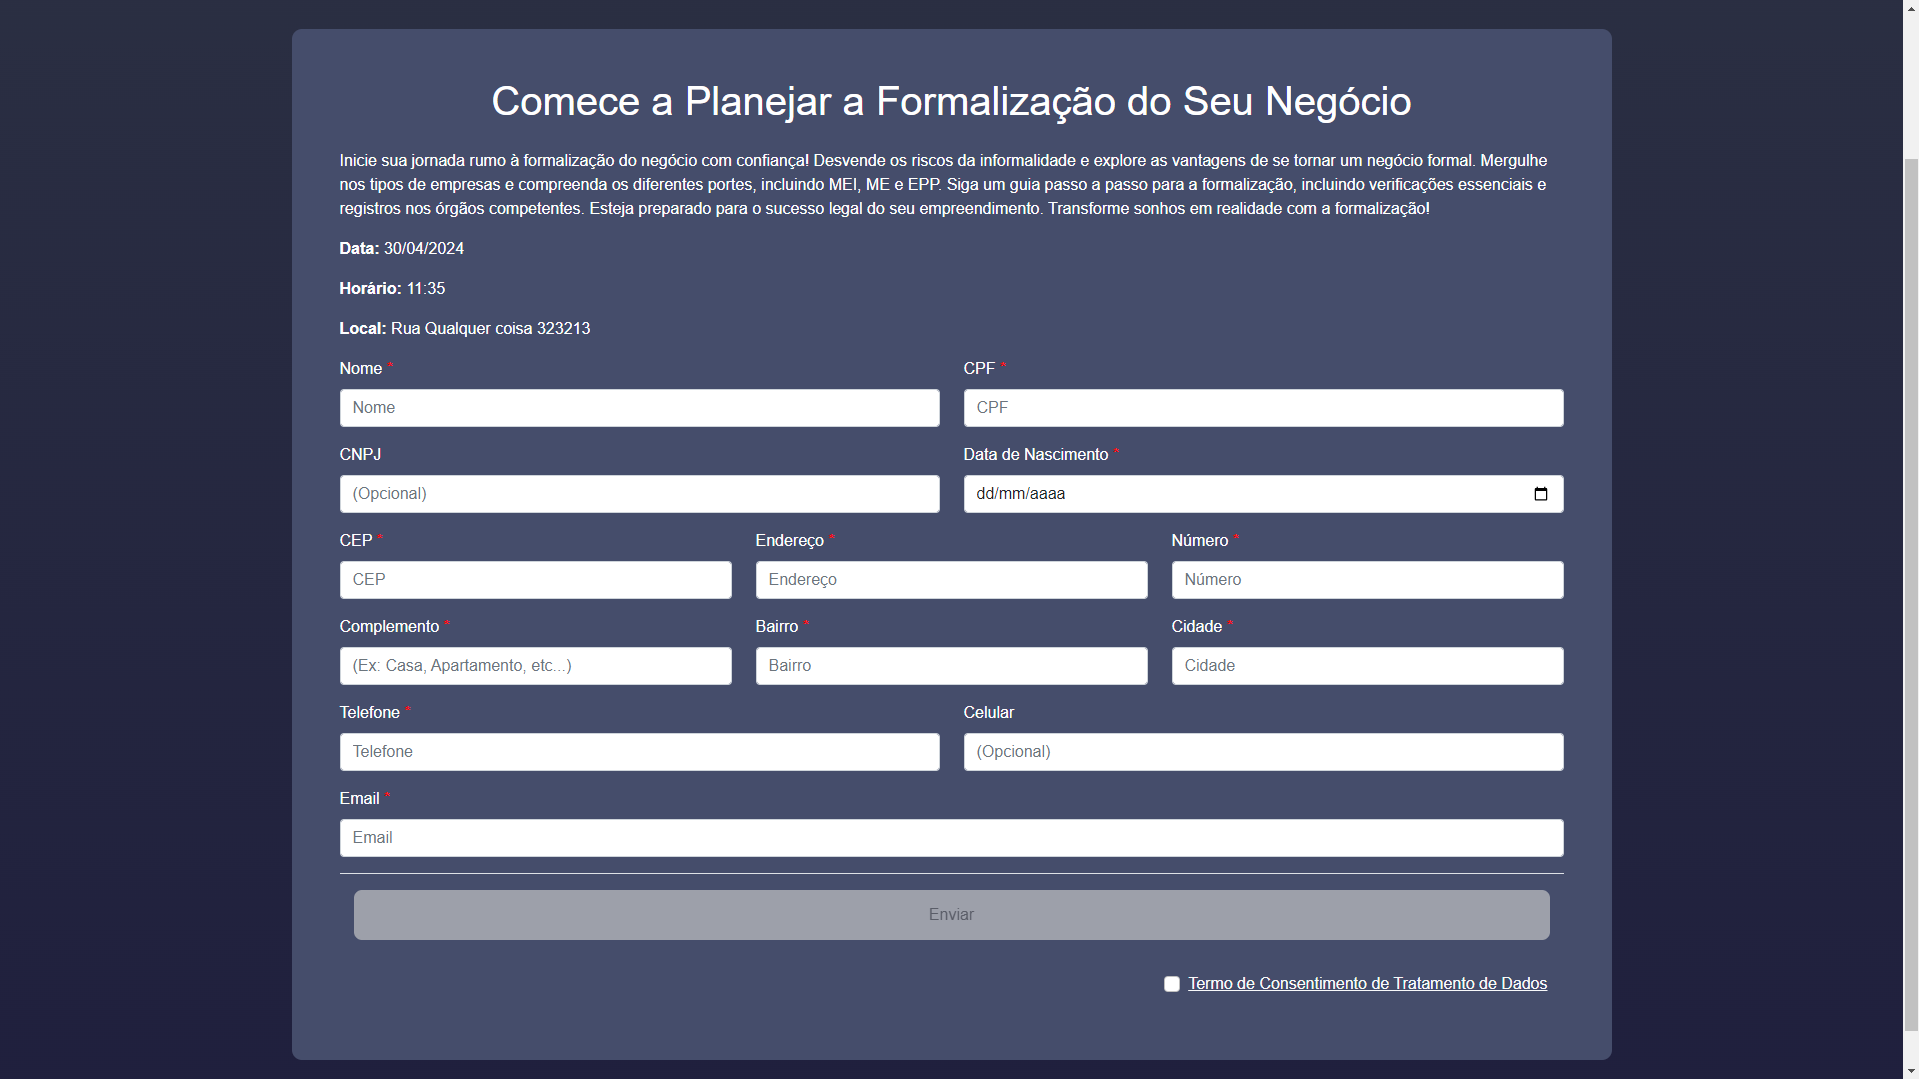 Comece a Planejar a Formalização do Seu Negócio
Inicie sua jornada rumo à formalização do negócio com confiança! Desvende os riscos da informalidade e explore as vantagens de se tornar um negócio formal. Mergulhe
nos tipos de empresas e compreenda os diferentes portes, incluindo MEI, ME e EPP. Siga um guia passo a passo para a formalização, incluindo verificações essenciais e
registros nos órgãos competentes. Esteja preparado para o sucesso legal do seu empreendimento. Transforme sonhos em realidade com a formalização!
Data: 30/04/2024
Horário: 11:35
Local: Rua Qualquer coisa 323213
Nome * CPF *
Nome CPF
CNPJ Data de Nascimento *
(Opcional) dd/mm/aaaa
CEP * Endereço * Número *
CEP Endereço Número
Complemento * Bairro * Cidade *
(Ex: Casa, Apartamento, etc...) Bairro Cidade
Telefone * Celular
Telefone (Opcional)
Email *
Email
Enviar
Termo de Consentimento de Tratamento de Dados